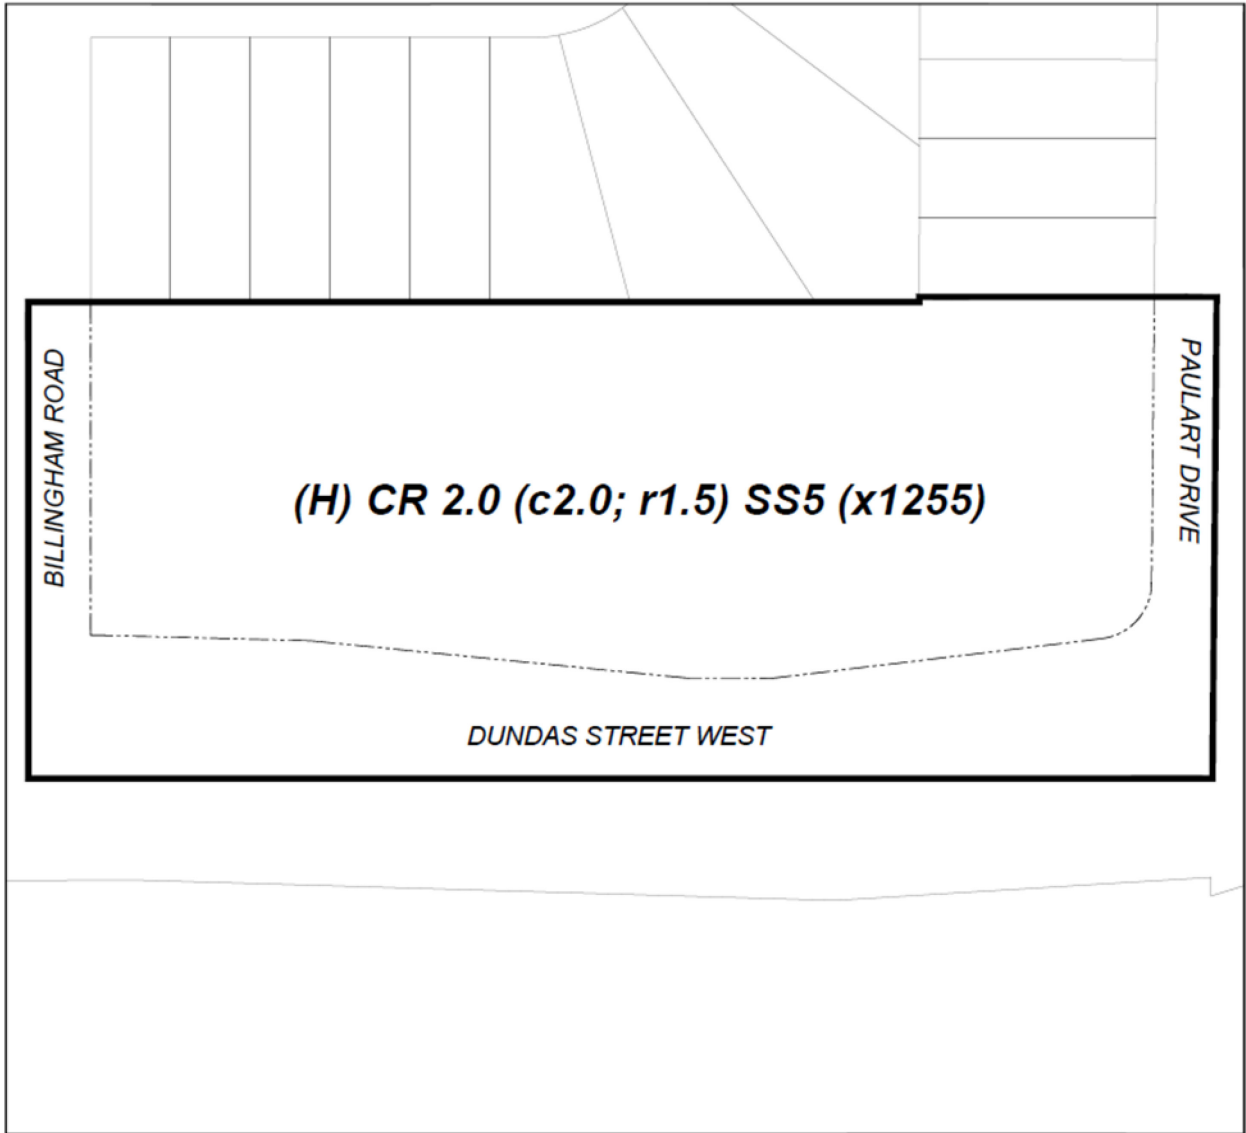 BILLINGHAM ROAD
PAULART DRIVE
(H) CR 2.0 (c2.0; r1.5) SS5 (x1255)
DUNDAS STREET WEST